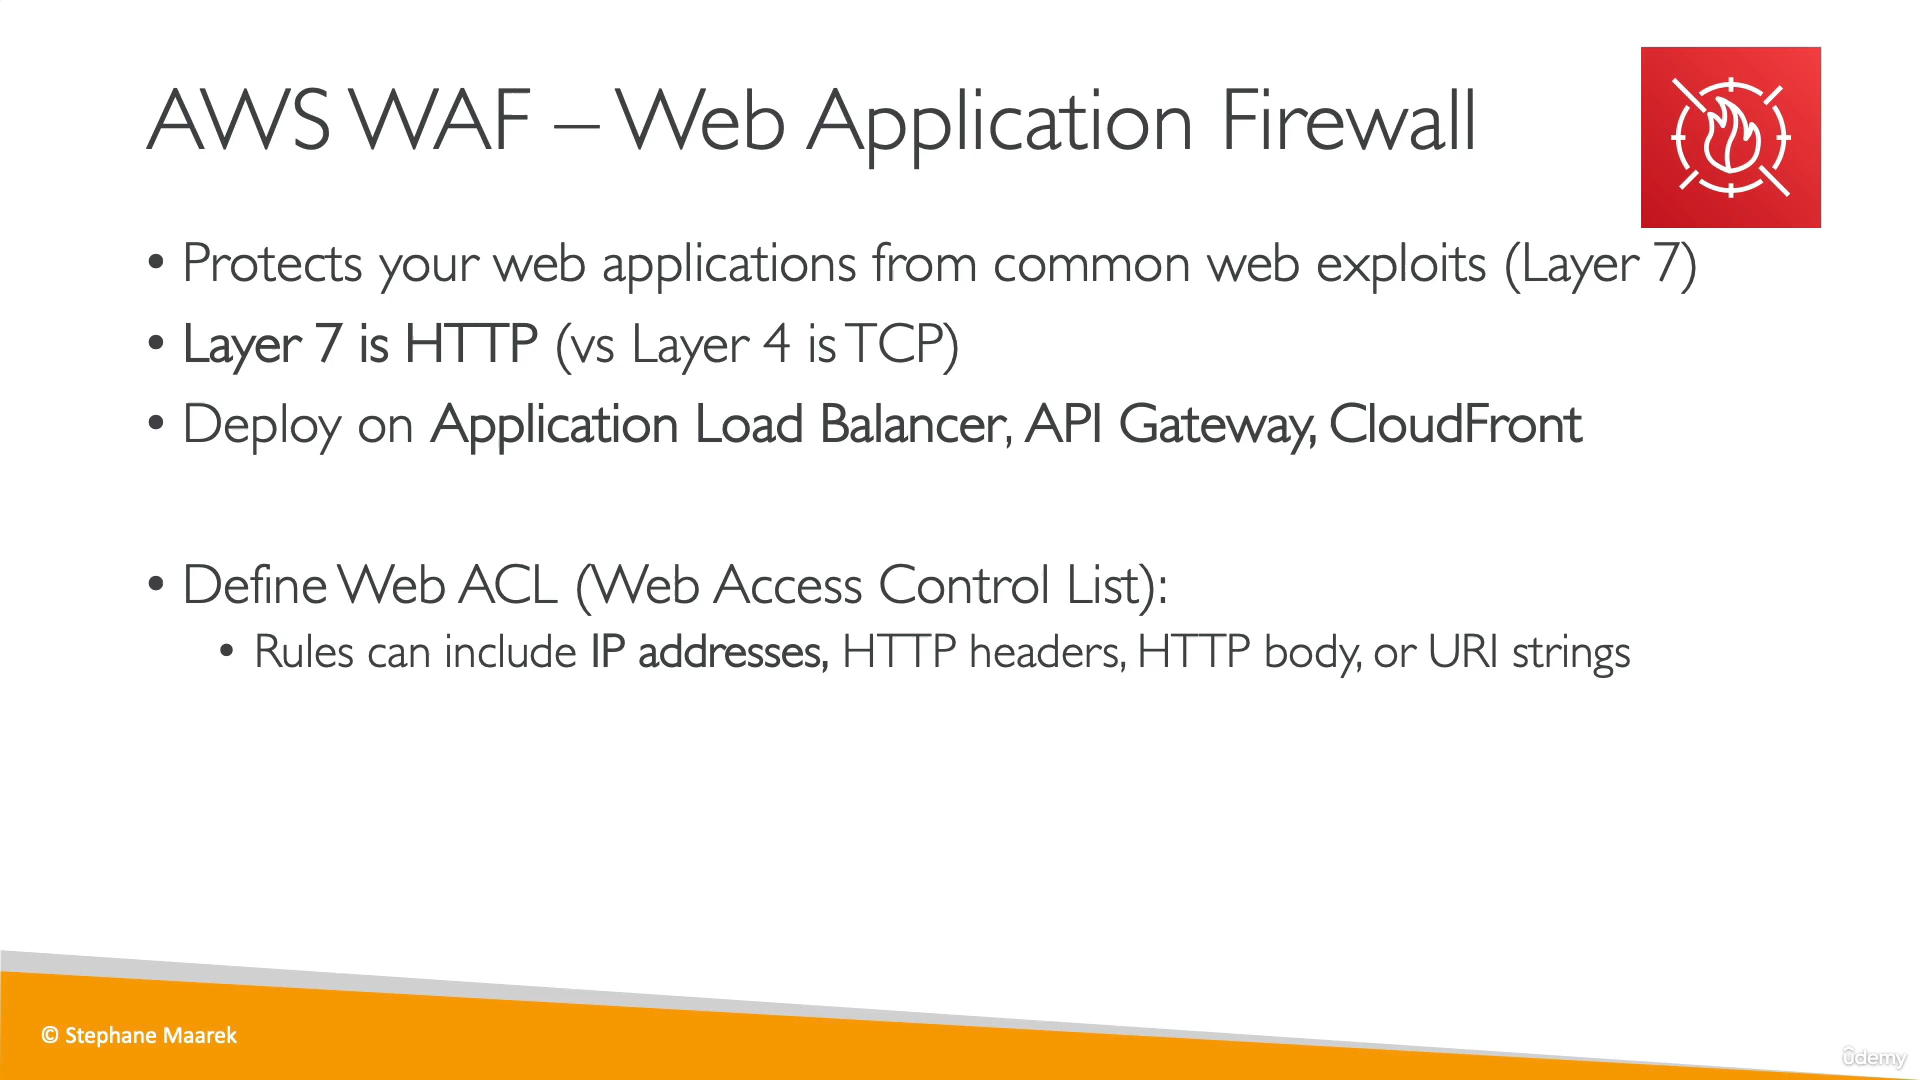 AWS WAF – Web Application Firewall
• Protects your web applications from common web exploits (Layer 7)
• Layer 7 is HTTP (vs Layer 4 is TCP)
• Deploy on Application Load Balancer, API Gateway, CloudFront
• Define Web ACL (Web Access Control List):
• Rules can include IP addresses, HTTP headers, HTTP body, or URI strings
© Stephane Maarek
ûdemy